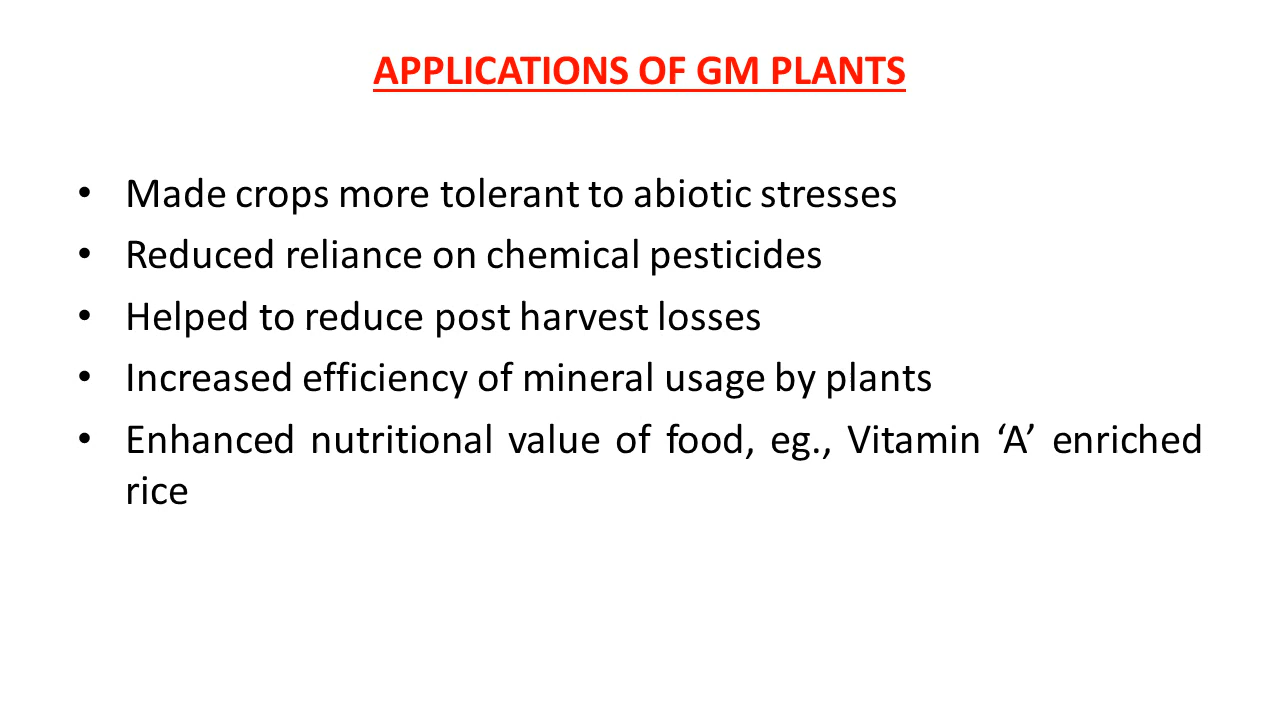 APPLICATIONS OF GM PLANTS
• Made crops more tolerant to abiotic stresses
• Reduced reliance on chemical pesticides
• Helped to reduce post harvest losses
• Increased efficiency of mineral usage by plants
• Enhanced nutritional value of food, eg., Vitamin ‘A’ enriched
rice